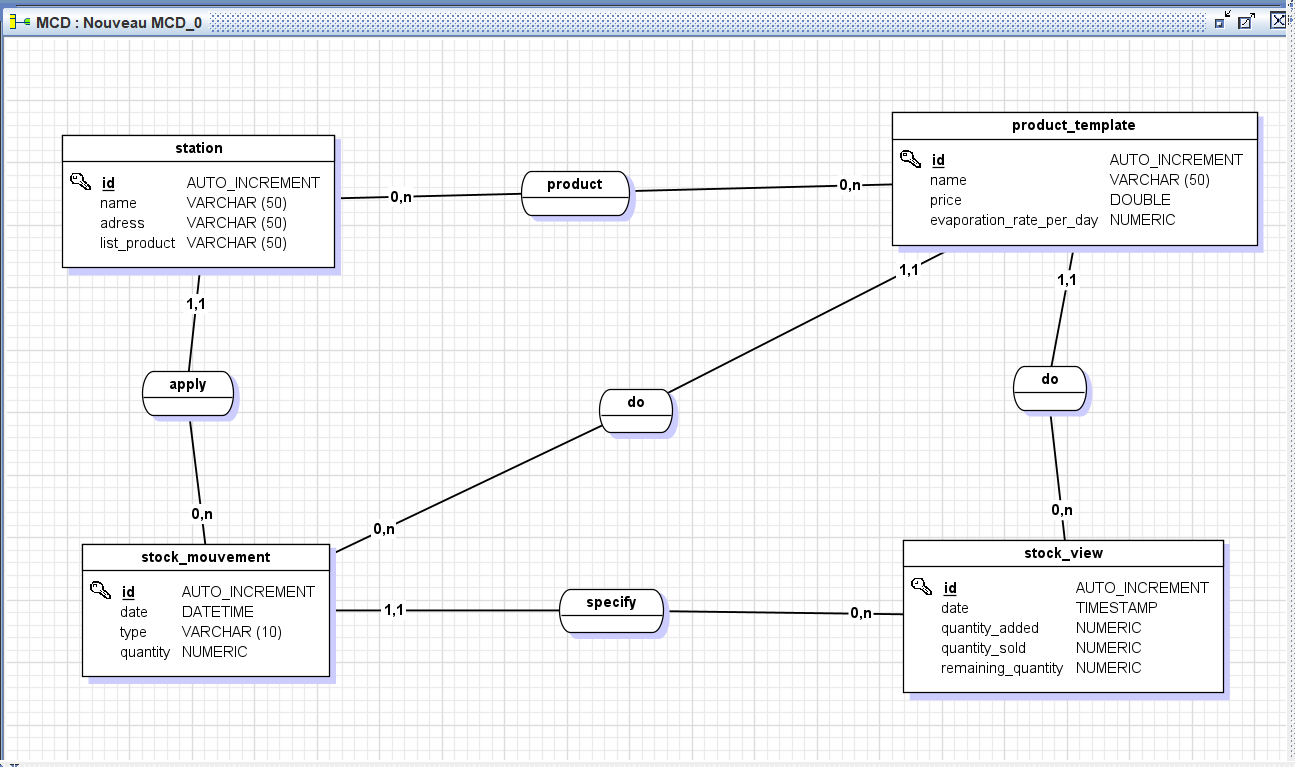 MCD : Nouveau MCD_0
station
id AUTO_INCREMENT
name VARCHAR (50)
adress VARCHAR (50)
list_product VARCHAR (50)
0,n
product
0,n
product_template
id AUTO_INCREMENT
name VARCHAR (50)
price DOUBLE
evaporation_rate_per_day NUMERIC
1,1
apply
0,n
1,1
do
0,n
1,1
do
0,n
stock_mouvement
id AUTO_INCREMENT
date DATETIME
type VARCHAR (10)
quantity NUMERIC
1,1
specify
0,n
stock_view
id AUTO_INCREMENT
date TIMESTAMP
quantity_added NUMERIC
quantity_sold NUMERIC
remaining_quantity NUMERIC